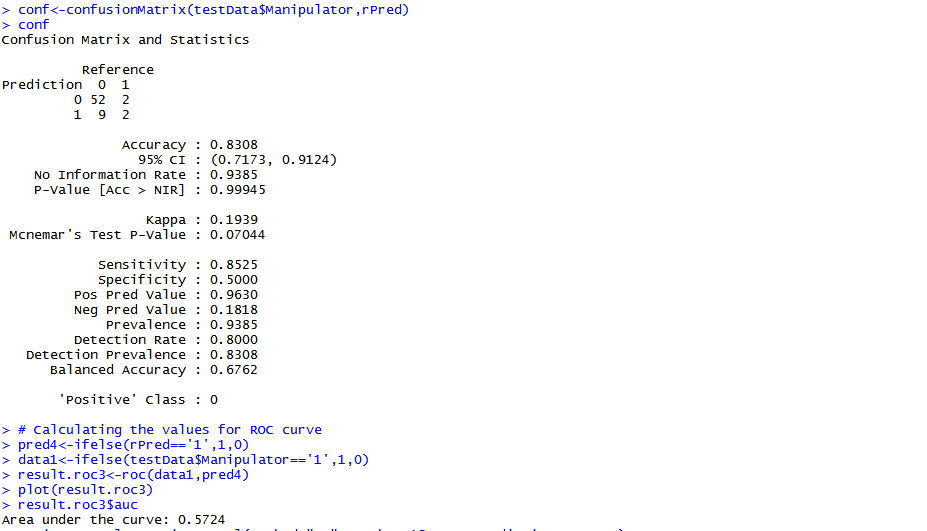 > conf<-confusionMatrix(testData$Manipulator,rPred)
> conf
Confusion Matrix and Statistics
Reference
Prediction 0 1
0 52 2
1 9 2
Accuracy : 0.8308
95% CI : (0.7173, 0.9124)
No Information Rate : 0.9385
P-Value [Acc > NIR] : 0.99945
Kappa : 0.1939
Mcnemar's Test P-Value : 0.07044
Sensitivity : 0.8525
Specificity : 0.5000
Pos Pred Value : 0.9630
Neg Pred Value : 0.1818
Prevalence : 0.9385
Detection Rate : 0.8000
Detection Prevalence : 0.8308
Balanced Accuracy : 0.6762
'Positive' Class : 0
> # Calculating the values for ROC curve
> pred4<-ifelse(rPred=='1',1,0)
> data1<-ifelse(testData$Manipulator=='1',1,0)
> result.roc3<-roc(data1,pred4)
> plot(result.roc3)
> result.roc3$auc
Area under the curve: 0.5724